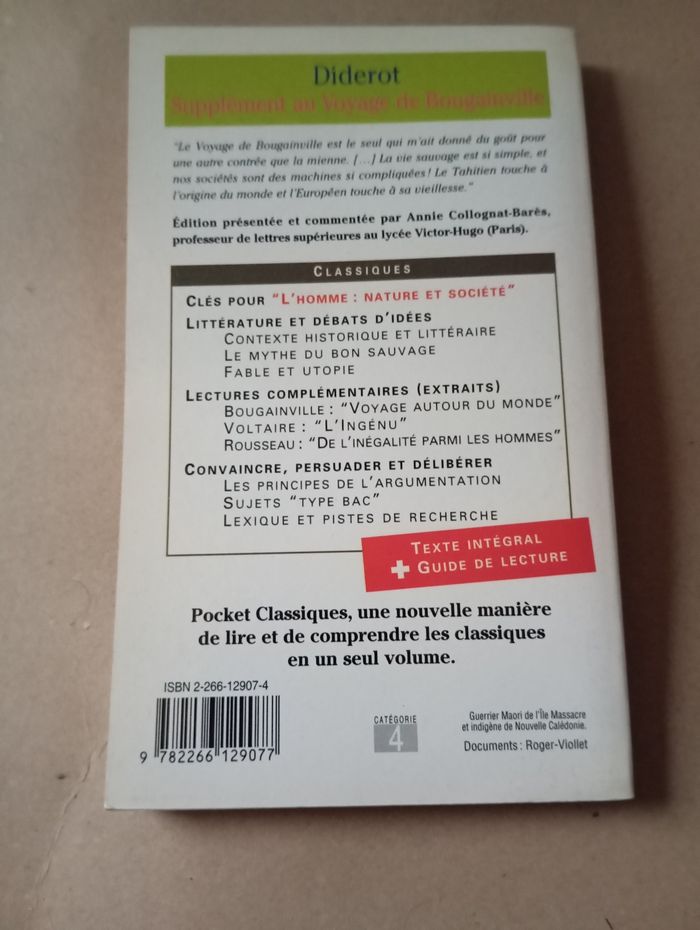 Diderot
Supplément au Voyage de Bougainville
"Le Voyage de Bougainville est le seul qui m'ait donné du goût pour
une autre contrée que la mienne. [...] La vie sauvage est si simple, et
nos sociétés sont des machines si compliquées ! Le Tahitien touche à
l'origine du monde et l'Européen touche à sa vieillesse."
Édition présentée et commentée par Annie Collognat-Barès,
professeur de lettres supérieures au lycée Victor-Hugo (Paris).
CLASSIQUES
CLÉS POUR "L'HOMME : NATURE ET SOCIÉTÉ"
LITTÉRATURE ET DÉBATS D'IDÉES
CONTEXTE HISTORIQUE ET LITTÉRAIRE
LE MYTHE DU BON SAUVAGE
FABLE ET UTOPIE
LECTURES COMPLÉMENTAIRES (EXTRAITS)
BOUGAINVILLE : "VOYAGE AUTOUR DU MONDE"
VOLTAIRE : "L'INGÉNU"
ROUSSEAU : "DE L'INÉGALITÉ PARMI LES HOMMES"
CONVAINCRE, PERSUADER ET DÉLIBÉRER
LES PRINCIPES DE L'ARGUMENTATION
SUJETS "TYPE BAC"
LEXIQUE ET PISTES DE RECHERCHE
TEXTE INTÉGRAL
+ GUIDE DE LECTURE
Pocket Classiques, une nouvelle manière
de lire et de comprendre les classiques
en un seul volume.
ISBN 2-266-12907-4
9 782266 129077
CATÉGORIE
4
Guerrier Maori de l'Île Massacre
et indigène de Nouvelle Calédonie.
Documents : Roger-Viollet